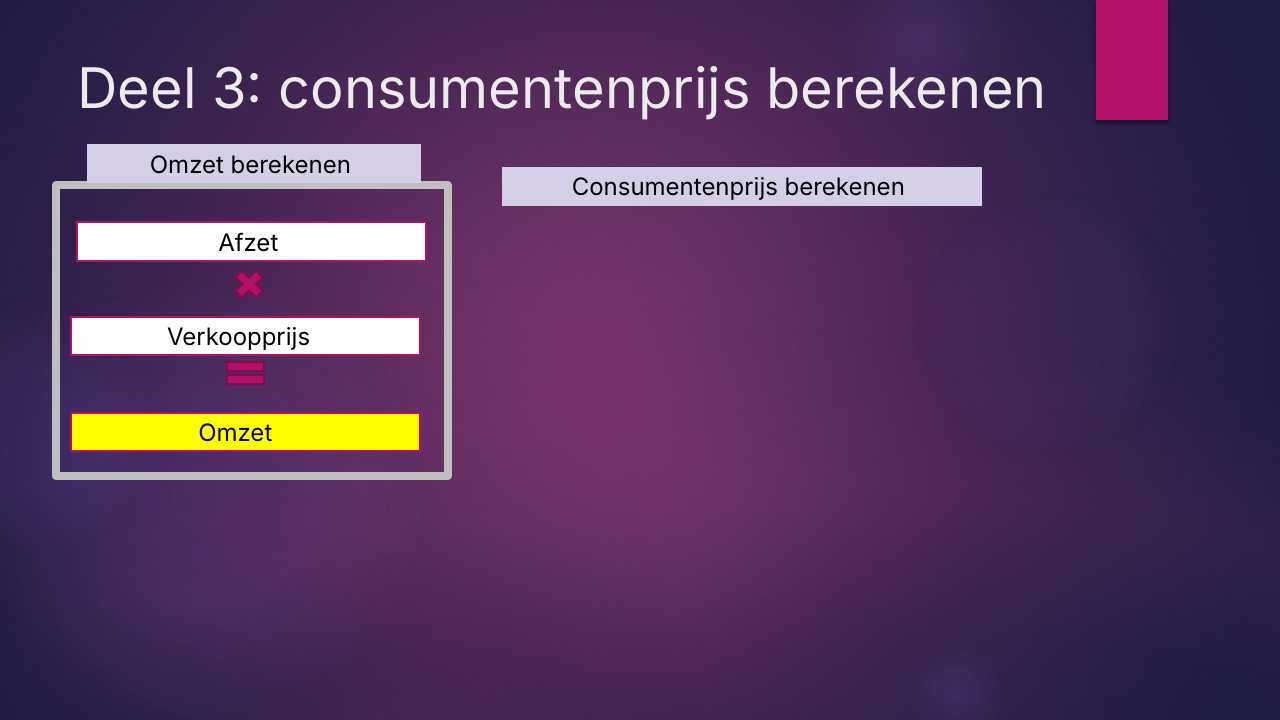 Deel 3: consumentenprijs berekenen
Omzet berekenen
Afzet
✖
Verkoopprijs
=
Omzet
Consumentenprijs berekenen